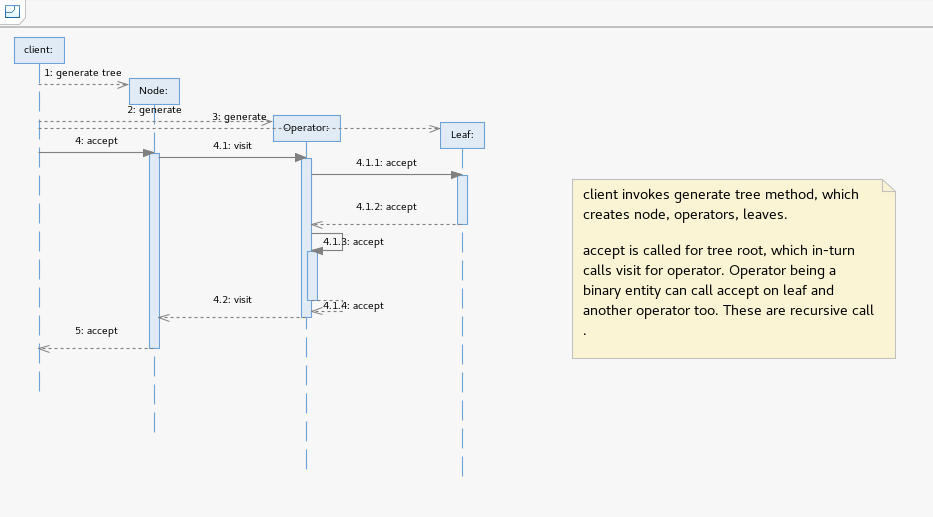 client:
1: generate tree
Node:
2: generate
3: generate
Operator:
Leaf:
4: accept
4.1: visit
4.1.1: accept
4.1.2: accept
4.1.3: accept
4.2: visit
4.1.4: accept
5: accept
client invokes generate tree method, which
creates node, operators, leaves.
accept is called for tree root, which in-turn
calls visit for operator. Operator being a
binary entity can call accept on leaf and
another operator too. These are recursive call
.